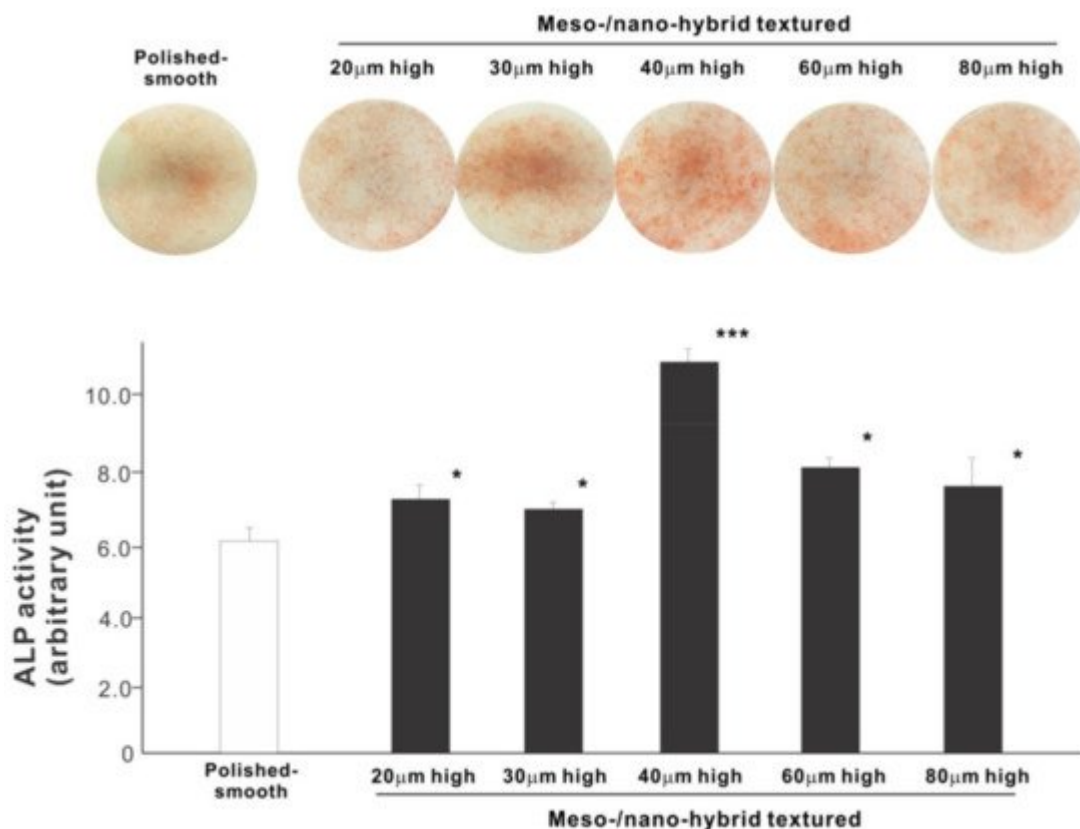 Meso-/nano-hybrid textured
Polished-
smooth
20μm high
30μm high
40μm high
60μm high
80μm high
ALP activity
(arbitrary unit)
10.0
8.0
6.0
4.0
2.0
0
*
*
***
*
*
Polished-
smooth
20μm high
30μm high
40μm high
60μm high
80μm high
Meso-/nano-hybrid textured